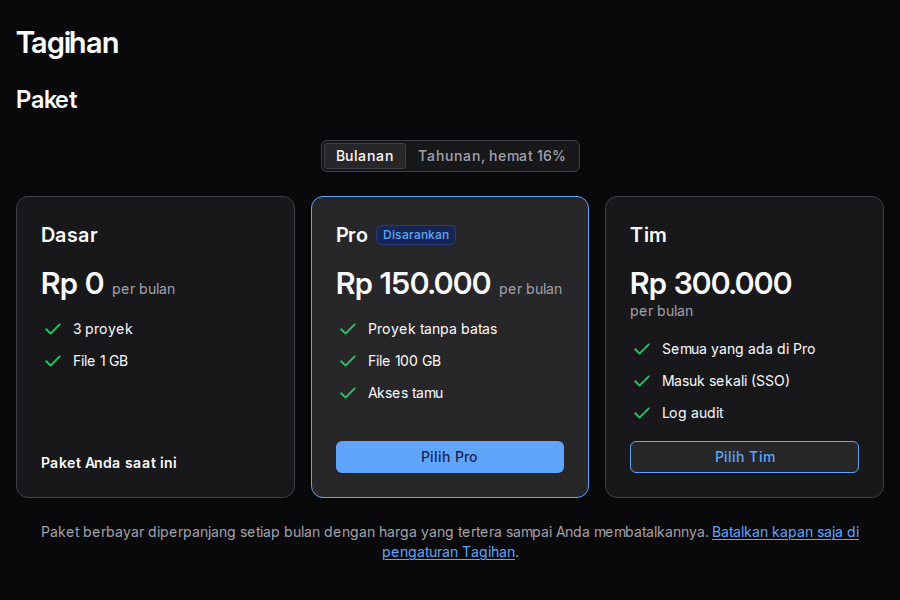 Tagihan
Paket
Bulanan
Tahunan, hemat 16%
Dasar
Rp 0 per bulan
3 proyek
File 1 GB
Paket Anda saat ini
Pro Disarankan
Rp 150.000 per bulan
Proyek tanpa batas
File 100 GB
Akses tamu
Pilih Pro
Tim
Rp 300.000
per bulan
Semua yang ada di Pro
Masuk sekali (SSO)
Log audit
Pilih Tim
Paket berbayar diperpanjang setiap bulan dengan harga yang tertera sampai Anda membatalkannya. Batalkan kapan saja di
pengaturan Tagihan.